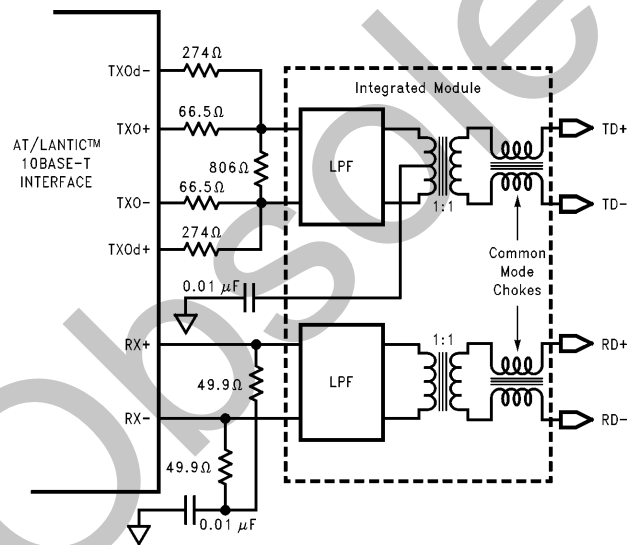 274Ω
TXOd-
Integrated Module
66.5Ω
TXO+
TD+
AT/LANTIC™
10BASE-T
INTERFACE
806Ω
LPF
66.5Ω
1:1
TXO-
TD-
274Ω
TXOd+
Common
Mode
Chokes
0.01 μF
RX+
1:1
RD+
49.9Ω
LPF
RX-
RD-
49.9Ω
0.01 μF
Obsolete